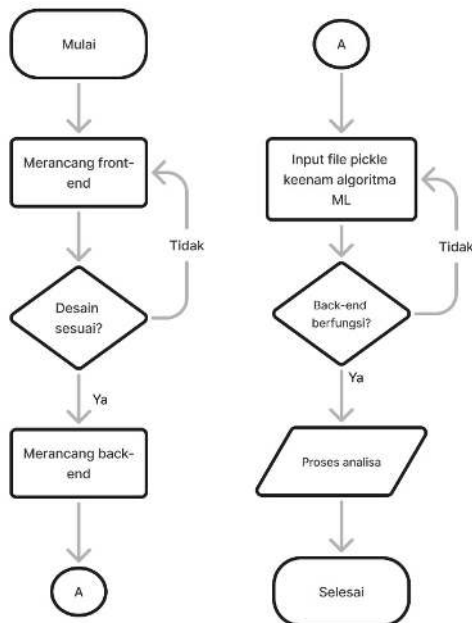 Mulai
Merancang front-
end
Tidak
Desain
sesuai?
Ya
Merancang back-
end
A
A
Input file pickle
keenam algoritma
ML
Tidak
Back-end
berfungsi?
Ya
Proses analisa
Selesai